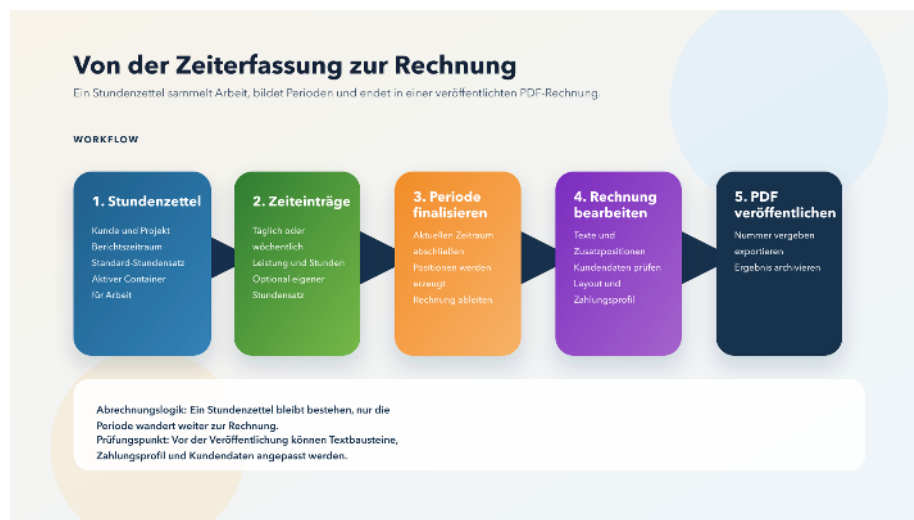 Von der Zeiterfassung zur Rechnung
Ein Stundenzettel sammelt Arbeit, bildet Perioden und endet in einer veröffentlichten PDF-Rechnung.
WORKFLOW
1. Stundenzettel
Kunde und Projekt
Berichtszeitraum
Standard-Stundensatz
Aktiver Container
für Arbeit
2. Zeiteinträge
Täglich oder
wöchentlich
Leistung und Stunden
Optional eigener
Stundensatz
3. Periode
finalisieren
Aktuellen Zeitraum
abschließen
Positionen werden
erzeugt
Rechnung ableiten
4. Rechnung
bearbeiten
Texte und
Zusatzpositionen
Kundendaten prüfen
Layout und
Zahlungsprofil
5. PDF
veröffentlichen
Nummer vergeben
exportieren
Ergebnis archivieren
Abrechnungslogik: Ein Stundenzettel bleibt bestehen, nur die
Periode wandert weiter zur Rechnung.
Prüfungspunkt: Vor der Veröffentlichung können Textbausteine,
Zahlungsprofil und Kundendaten angepasst werden.